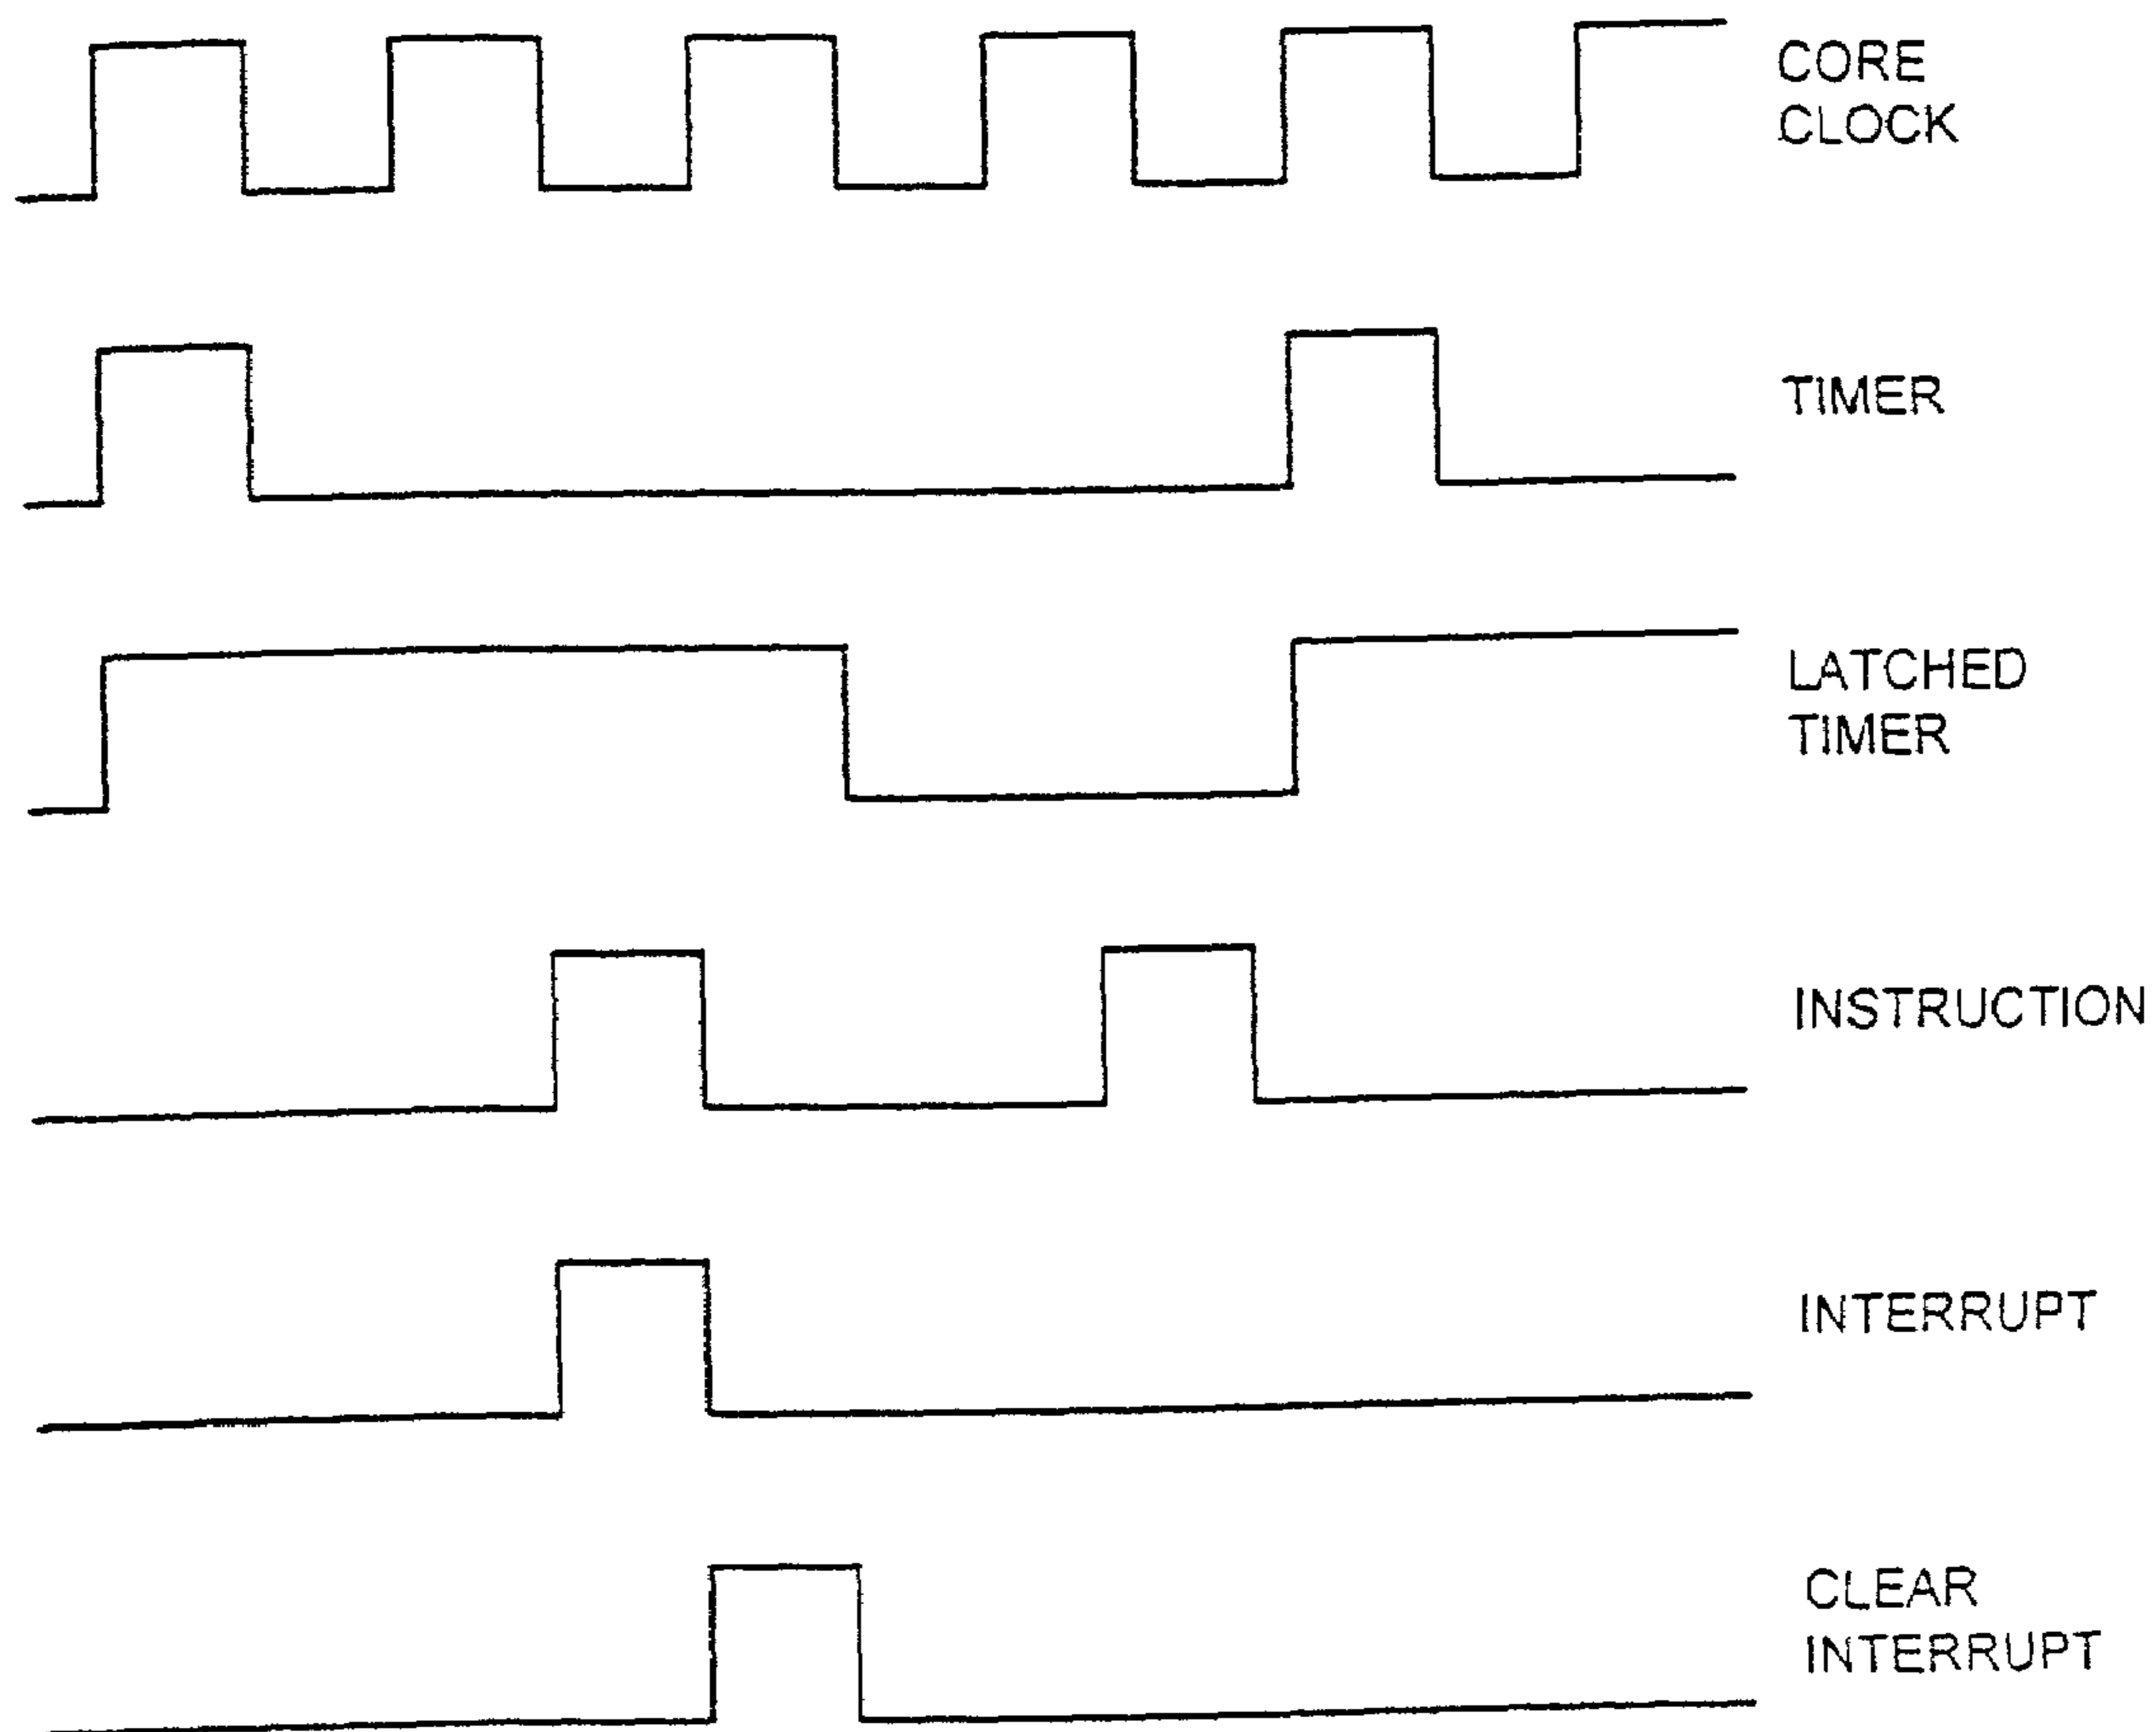 CORE
CLOCK
TIMER
LATCHED
TIMER
INSTRUCTION
INTERRUPT
CLEAR
INTERRUPT